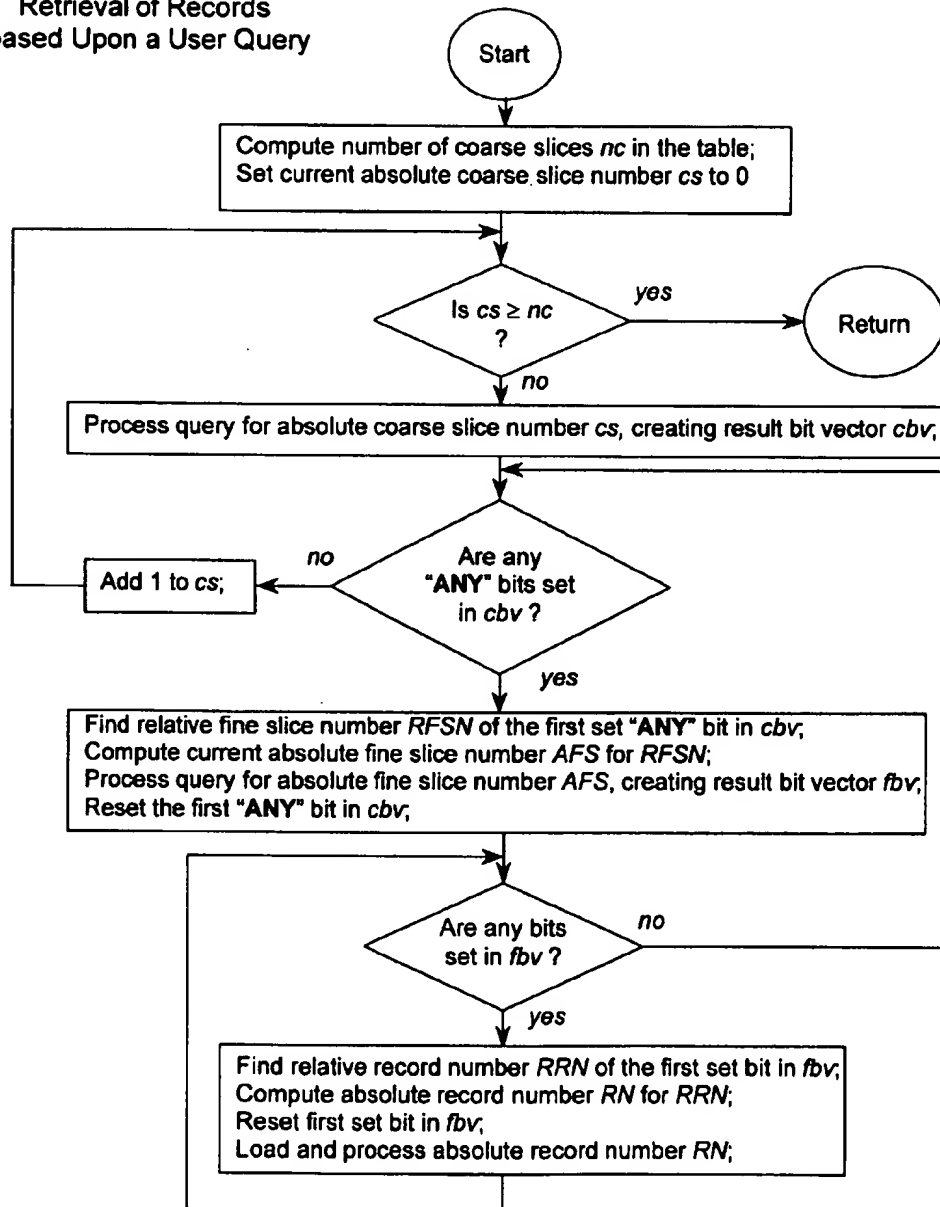 Retrieval of Records
ased Upon a User Query
Start
Compute number of coarse slices nc in the table;
Set current absolute coarse slice number cs to 0
Is cs ≥ nc
?
yes
Return
no
Process query for absolute coarse slice number cs, creating result bit vector cbv;
Are any
"ANY" bits set
in cbv ?
no
Add 1 to cs;
yes
Find relative fine slice number RFSN of the first set "ANY" bit in cbv;
Compute current absolute fine slice number AFS for RFSN;
Process query for absolute fine slice number AFS, creating result bit vector fbv;
Reset the first "ANY" bit in cbv;
Are any bits
set in fbv ?
no
yes
Find relative record number RRN of the first set bit in fbv;
Compute absolute record number RN for RRN;
Reset first set bit in fbv;
Load and process absolute record number RN;